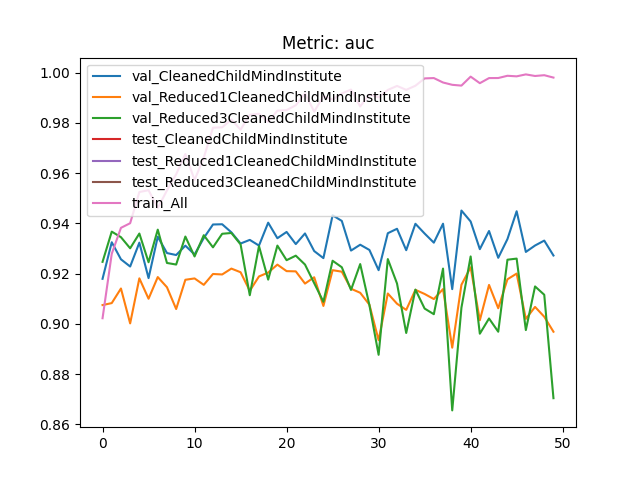 Metric: auc
val_CleanedChildMindInstitute
val_Reduced1CleanedChildMindInstitute
val_Reduced3CleanedChildMindInstitute
test_CleanedChildMindInstitute
test_Reduced1CleanedChildMindInstitute
test_Reduced3CleanedChildMindInstitute
train_All
1.00
0.98
0.96
0.94
0.92
0.90
0.88
0.86
0 10 20 30 40 50